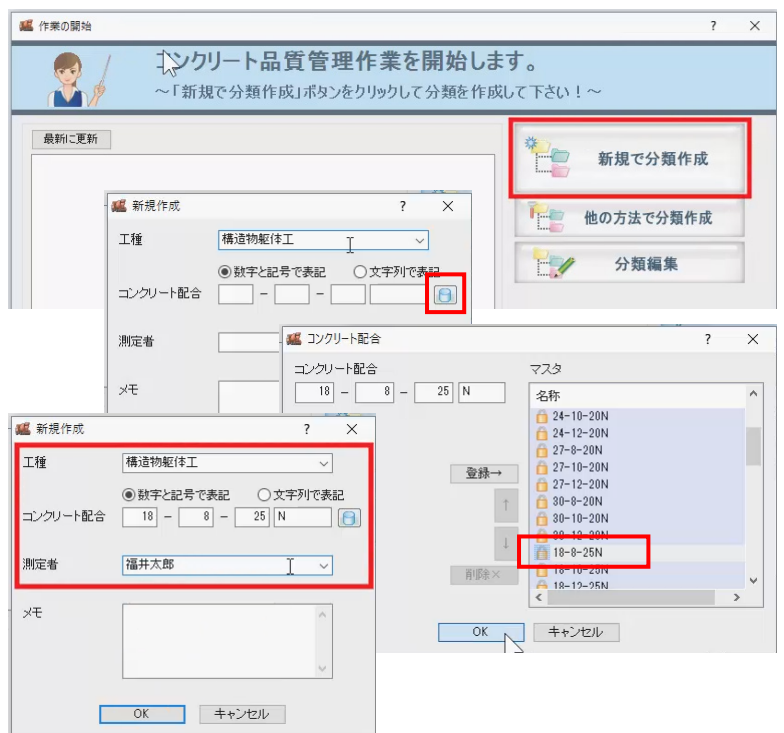 作業の開始 ? ×
コンクリート品質管理作業を開始します。
～「新規で分類作成」ボタンをクリックして分類を作成して下さい！～
最新に更新
新規で分類作成
他の方法で分類作成
分類編集
新規作成 ? ×
工種 構造物躯体工
数字と記号で表記 文字列で表記
コンクリート配合 - -
測定者
メモ
コンクリート配合 ? ×
コンクリート配合
18 - 8 - 25 N
マスタ
名称
24-10-20N
24-12-20N
27-8-20N
27-10-20N
27-12-20N
30-8-20N
30-10-20N
30-12-20N
18-8-25N
18-10-25N
18-12-25N
登録→
↑
↓
削除×
OK キャンセル
新規作成 ? ×
工種 構造物躯体工
数字と記号で表記 文字列で表記
コンクリート配合 18 - 8 - 25 N
測定者 福井太郎
メモ
OK キャンセル